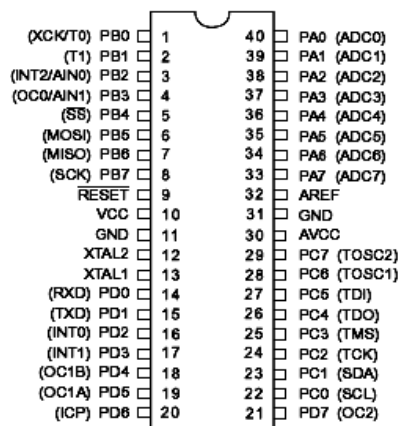 (XCK/T0) PB0 1 40 PA0 (ADC0)
(T1) PB1 2 39 PA1 (ADC1)
(INT2/AIN0) PB2 3 38 PA2 (ADC2)
(OC0/AIN1) PB3 4 37 PA3 (ADC3)
(SS) PB4 5 36 PA4 (ADC4)
(MOSI) PB5 6 35 PA5 (ADC5)
(MISO) PB6 7 34 PA6 (ADC6)
(SCK) PB7 8 33 PA7 (ADC7)
RESET 9 32 AREF
VCC 10 31 GND
GND 11 30 AVCC
XTAL2 12 29 PC7 (TOSC2)
XTAL1 13 28 PC6 (TOSC1)
(RXD) PD0 14 27 PC5 (TDI)
(TXD) PD1 15 26 PC4 (TDO)
(INT0) PD2 16 25 PC3 (TMS)
(INT1) PD3 17 24 PC2 (TCK)
(OC1B) PD4 18 23 PC1 (SDA)
(OC1A) PD5 19 22 PC0 (SCL)
(ICP) PD6 20 21 PD7 (OC2)